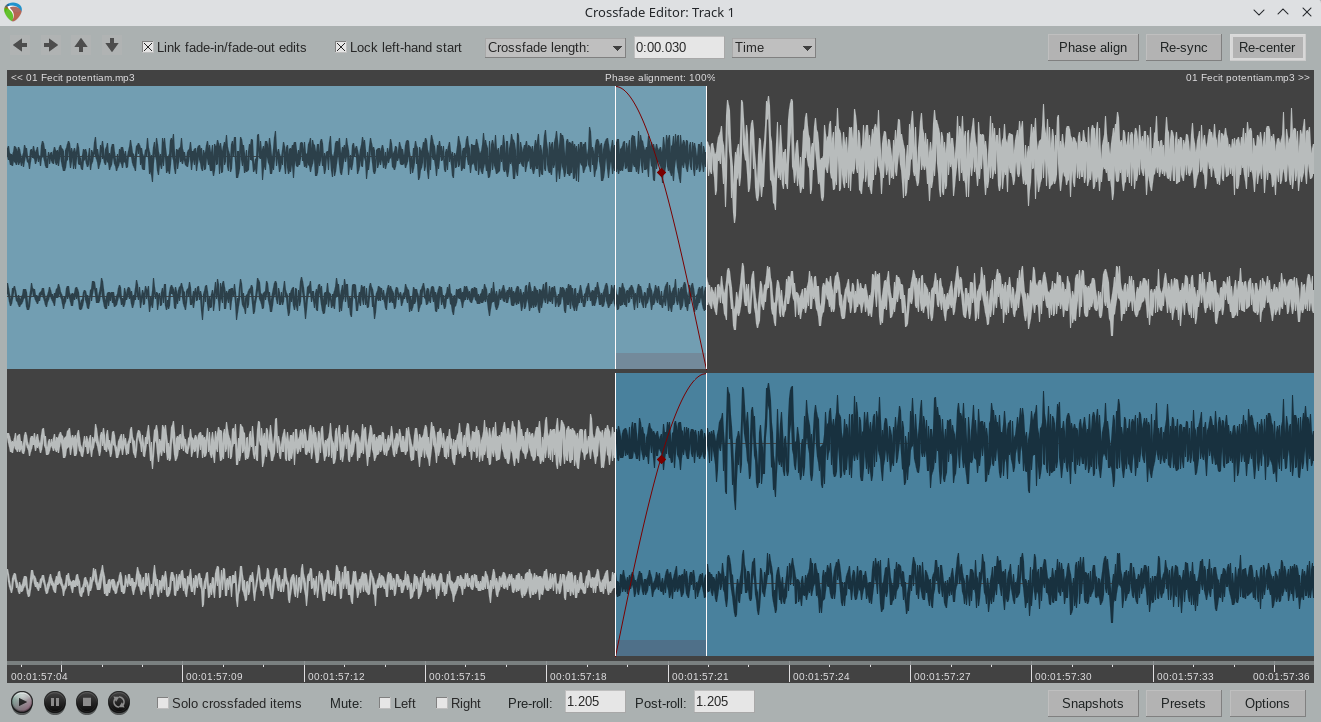 Crossfade Editor: Track 1
Link fade-in/fade-out edits Lock left-hand start Crossfade length: 0:00.030 Time Phase align Re-sync Re-center
<< 01 Fecit potentiam.mp3 Phase alignment: 100% 01 Fecit potentiam.mp3 >>
00:01:57:04 00:01:57:09 00:01:57:12 00:01:57:15 00:01:57:18 00:01:57:21 00:01:57:24 00:01:57:27 00:01:57:30 00:01:57:33 00:01:57:36
Solo crossfaded items Mute: Left Right Pre-roll: 1.205 Post-roll: 1.205 Snapshots Presets Options